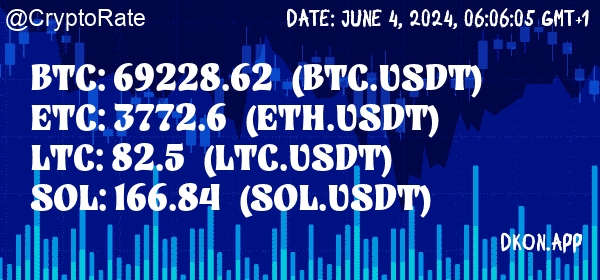 @CryptoRate
DATE: JUNE 4, 2024, 06:06:05 GMT+1
BTC: 69228.62 (BTC.USDT)
ETC: 3772.6 (ETH.USDT)
LTC: 82.5 (LTC.USDT)
SOL: 166.84 (SOL.USDT)
DKON.APP